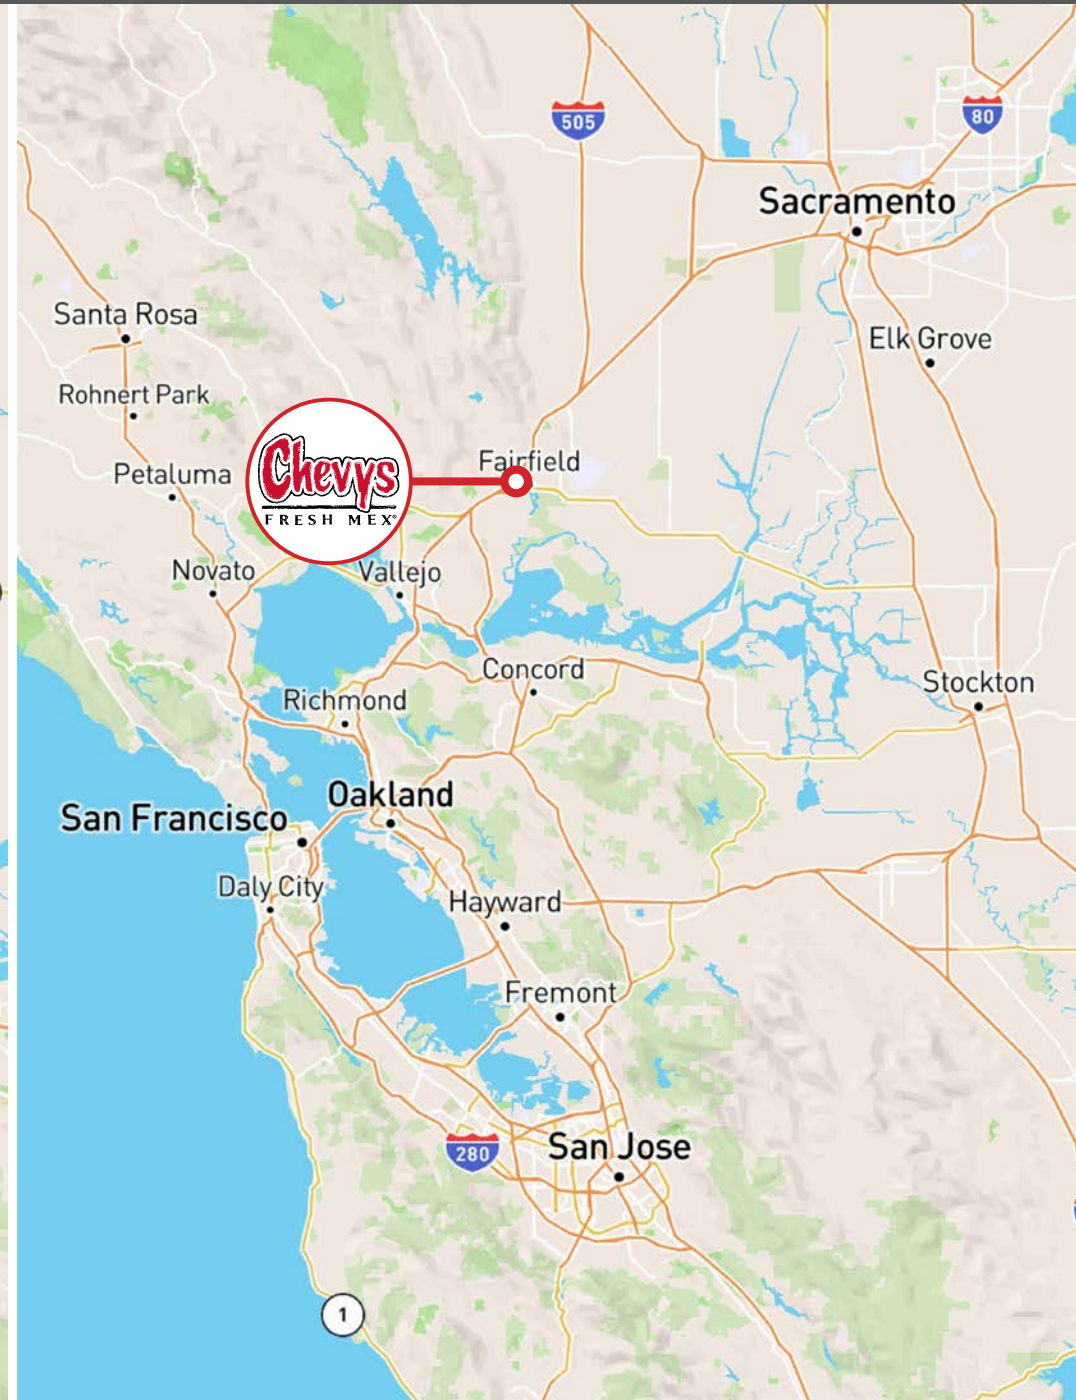 505
80
Sacramento
Santa Rosa
Elk Grove
Rohnert Park
Chevys
FRESH MEX®
Fairfield
Petaluma
Novato
Vallejo
Concord
Stockton
Richmond
Oakland
San Francisco
Daly City
Hayward
Fremont
280
San Jose
1